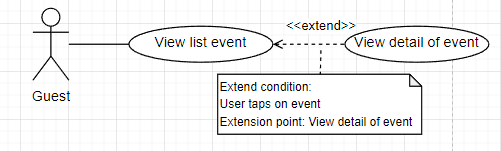 <<extend>>
View list event
View detail of event
Guest
Extend condition:
User taps on event
Extension point: View detail of event